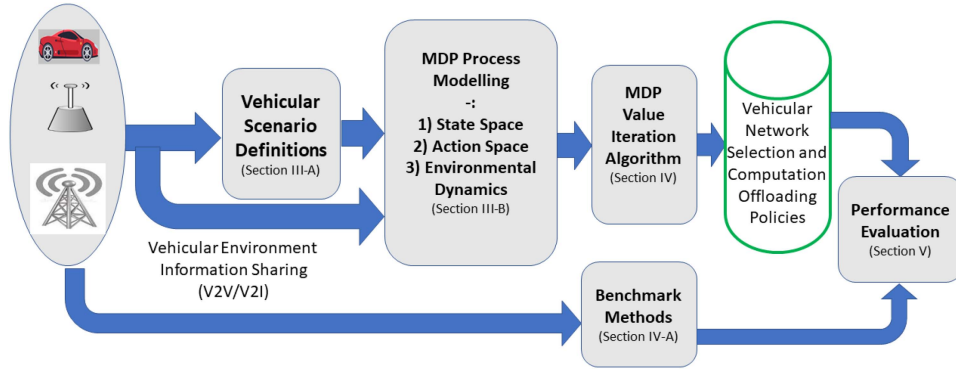 Vehicular
Scenario
Definitions
(Section III-A)
MDP Process
Modelling
-:
1) State Space
2) Action Space
3) Environmental
Dynamics
(Section III-B)
MDP
Value
Iteration
Algorithm
(Section IV)
Vehicular
Network
Selection and
Computation
Offloading
Policies
Performance
Evaluation
(Section V)
Vehicular Environment
Information Sharing
(V2V/V2I)
Benchmark
Methods
(Section IV-A)